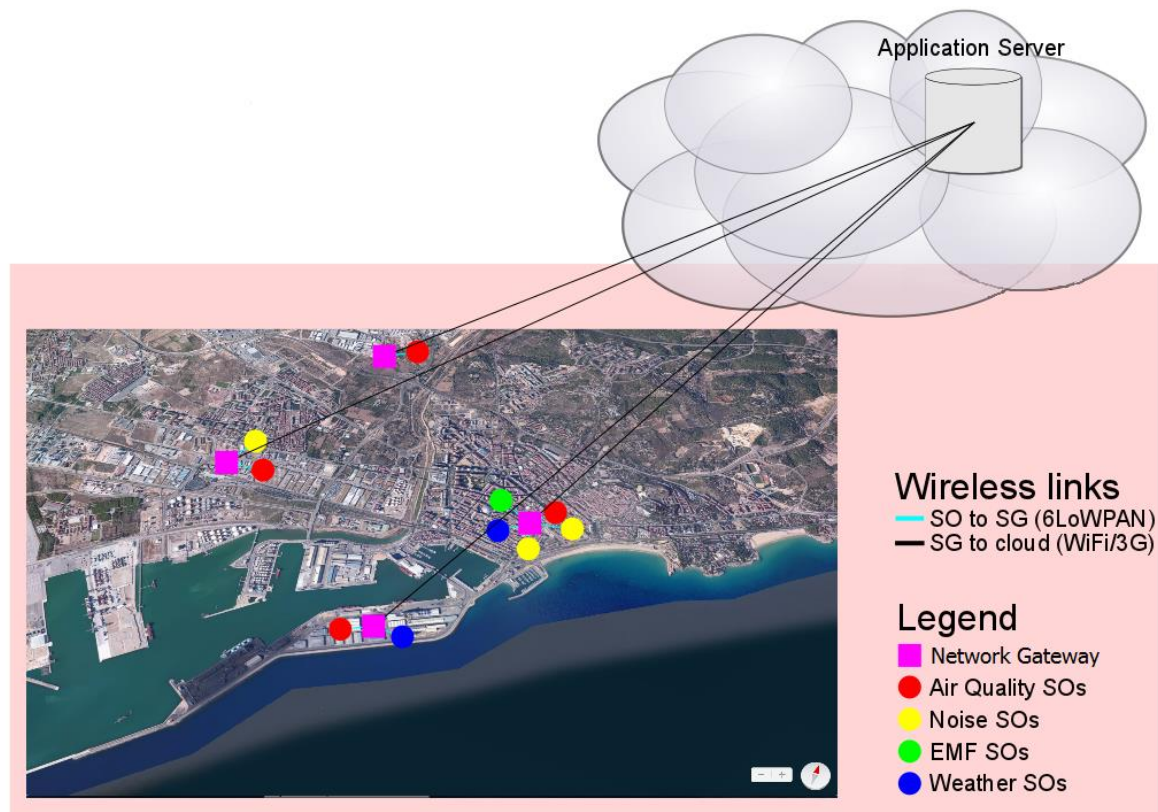 Application Server
Wireless links
SO to SG (6LoWPAN)
SG to cloud (WiFi/3G)
Legend
Network Gateway
Air Quality SOs
Noise SOs
EMF SOs
Weather SOs